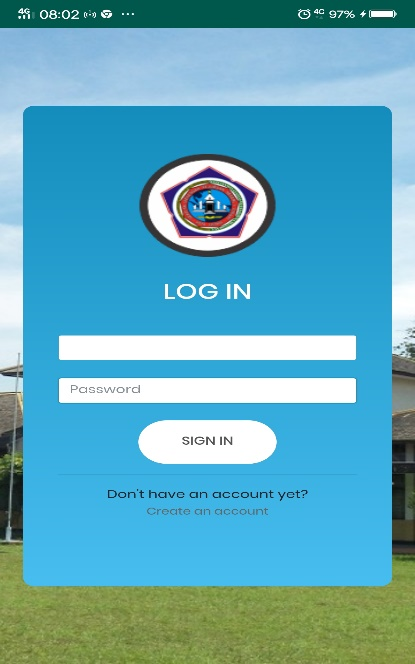 4G 08:02 ... 4G 97%
LOG IN
Password
SIGN IN
Don't have an account yet?
Create an account